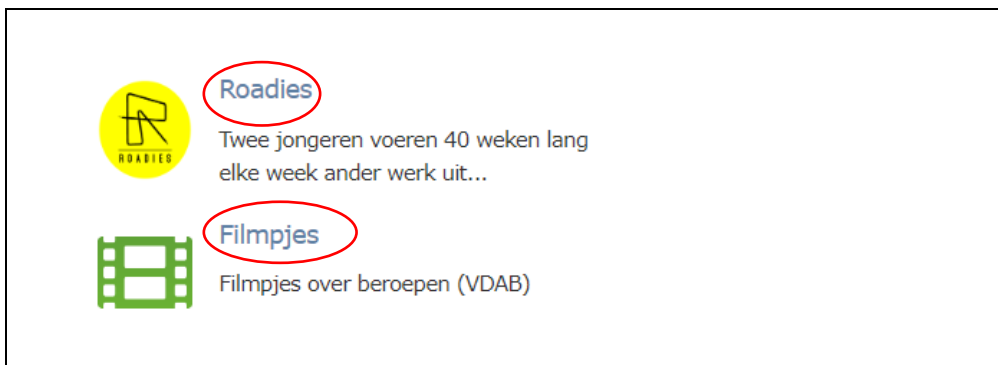 Roadies
ROADIES
Twee jongeren voeren 40 weken lang
elke week ander werk uit...
Filmpjes
Filmpjes over beroepen (VDAB)